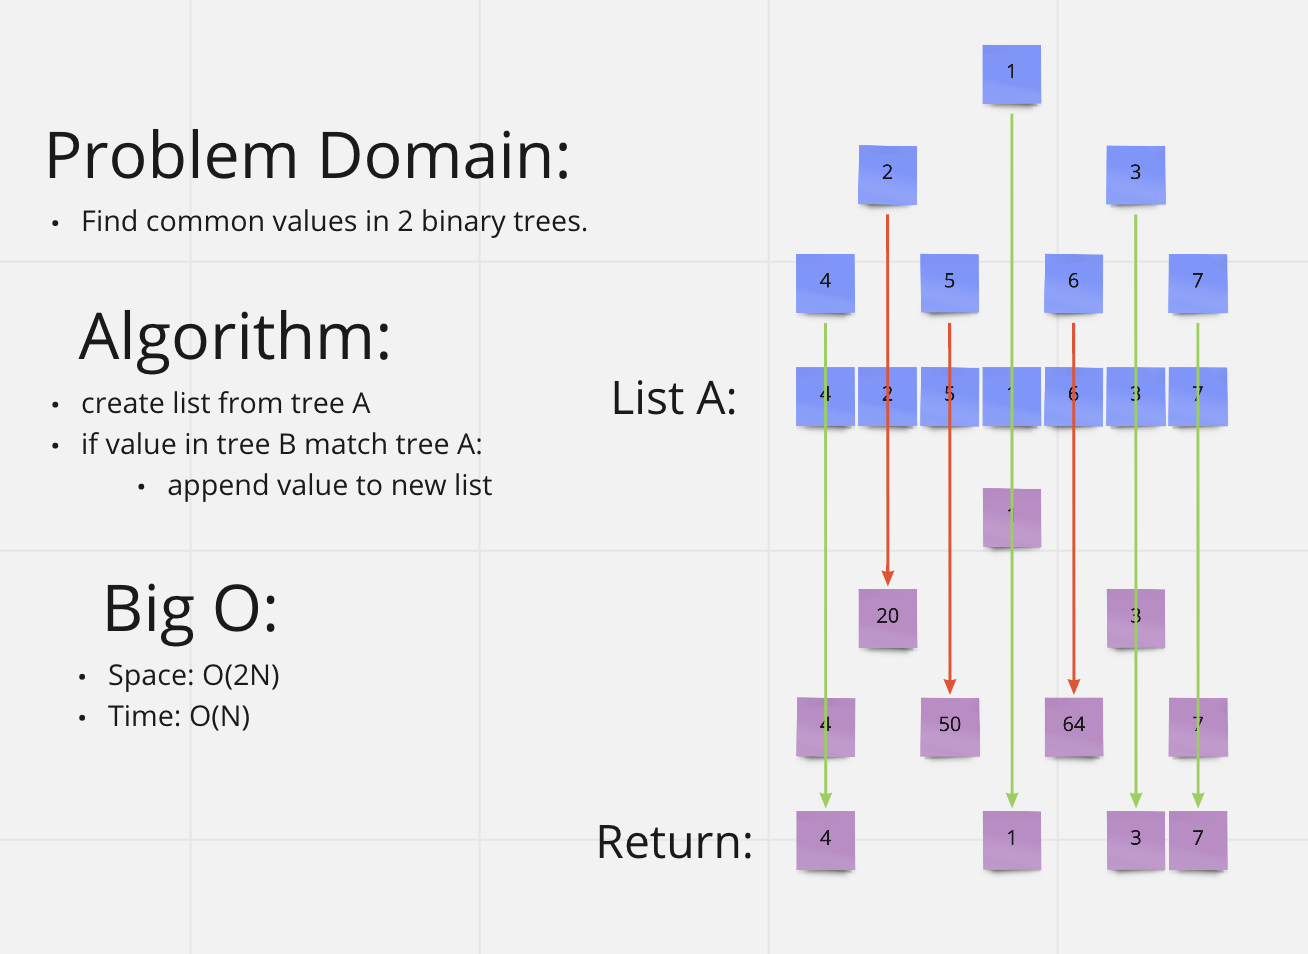 Problem Domain:
• Find common values in 2 binary trees.
Algorithm:
• create list from tree A
• if value in tree B match tree A:
• append value to new list
Big O:
• Space: O(2N)
• Time: O(N)
1
2 3
4 5 6 7
List A: 4 2 5 1 6 3 7
1
20 3
4 50 64 7
Return: 4 1 3 7